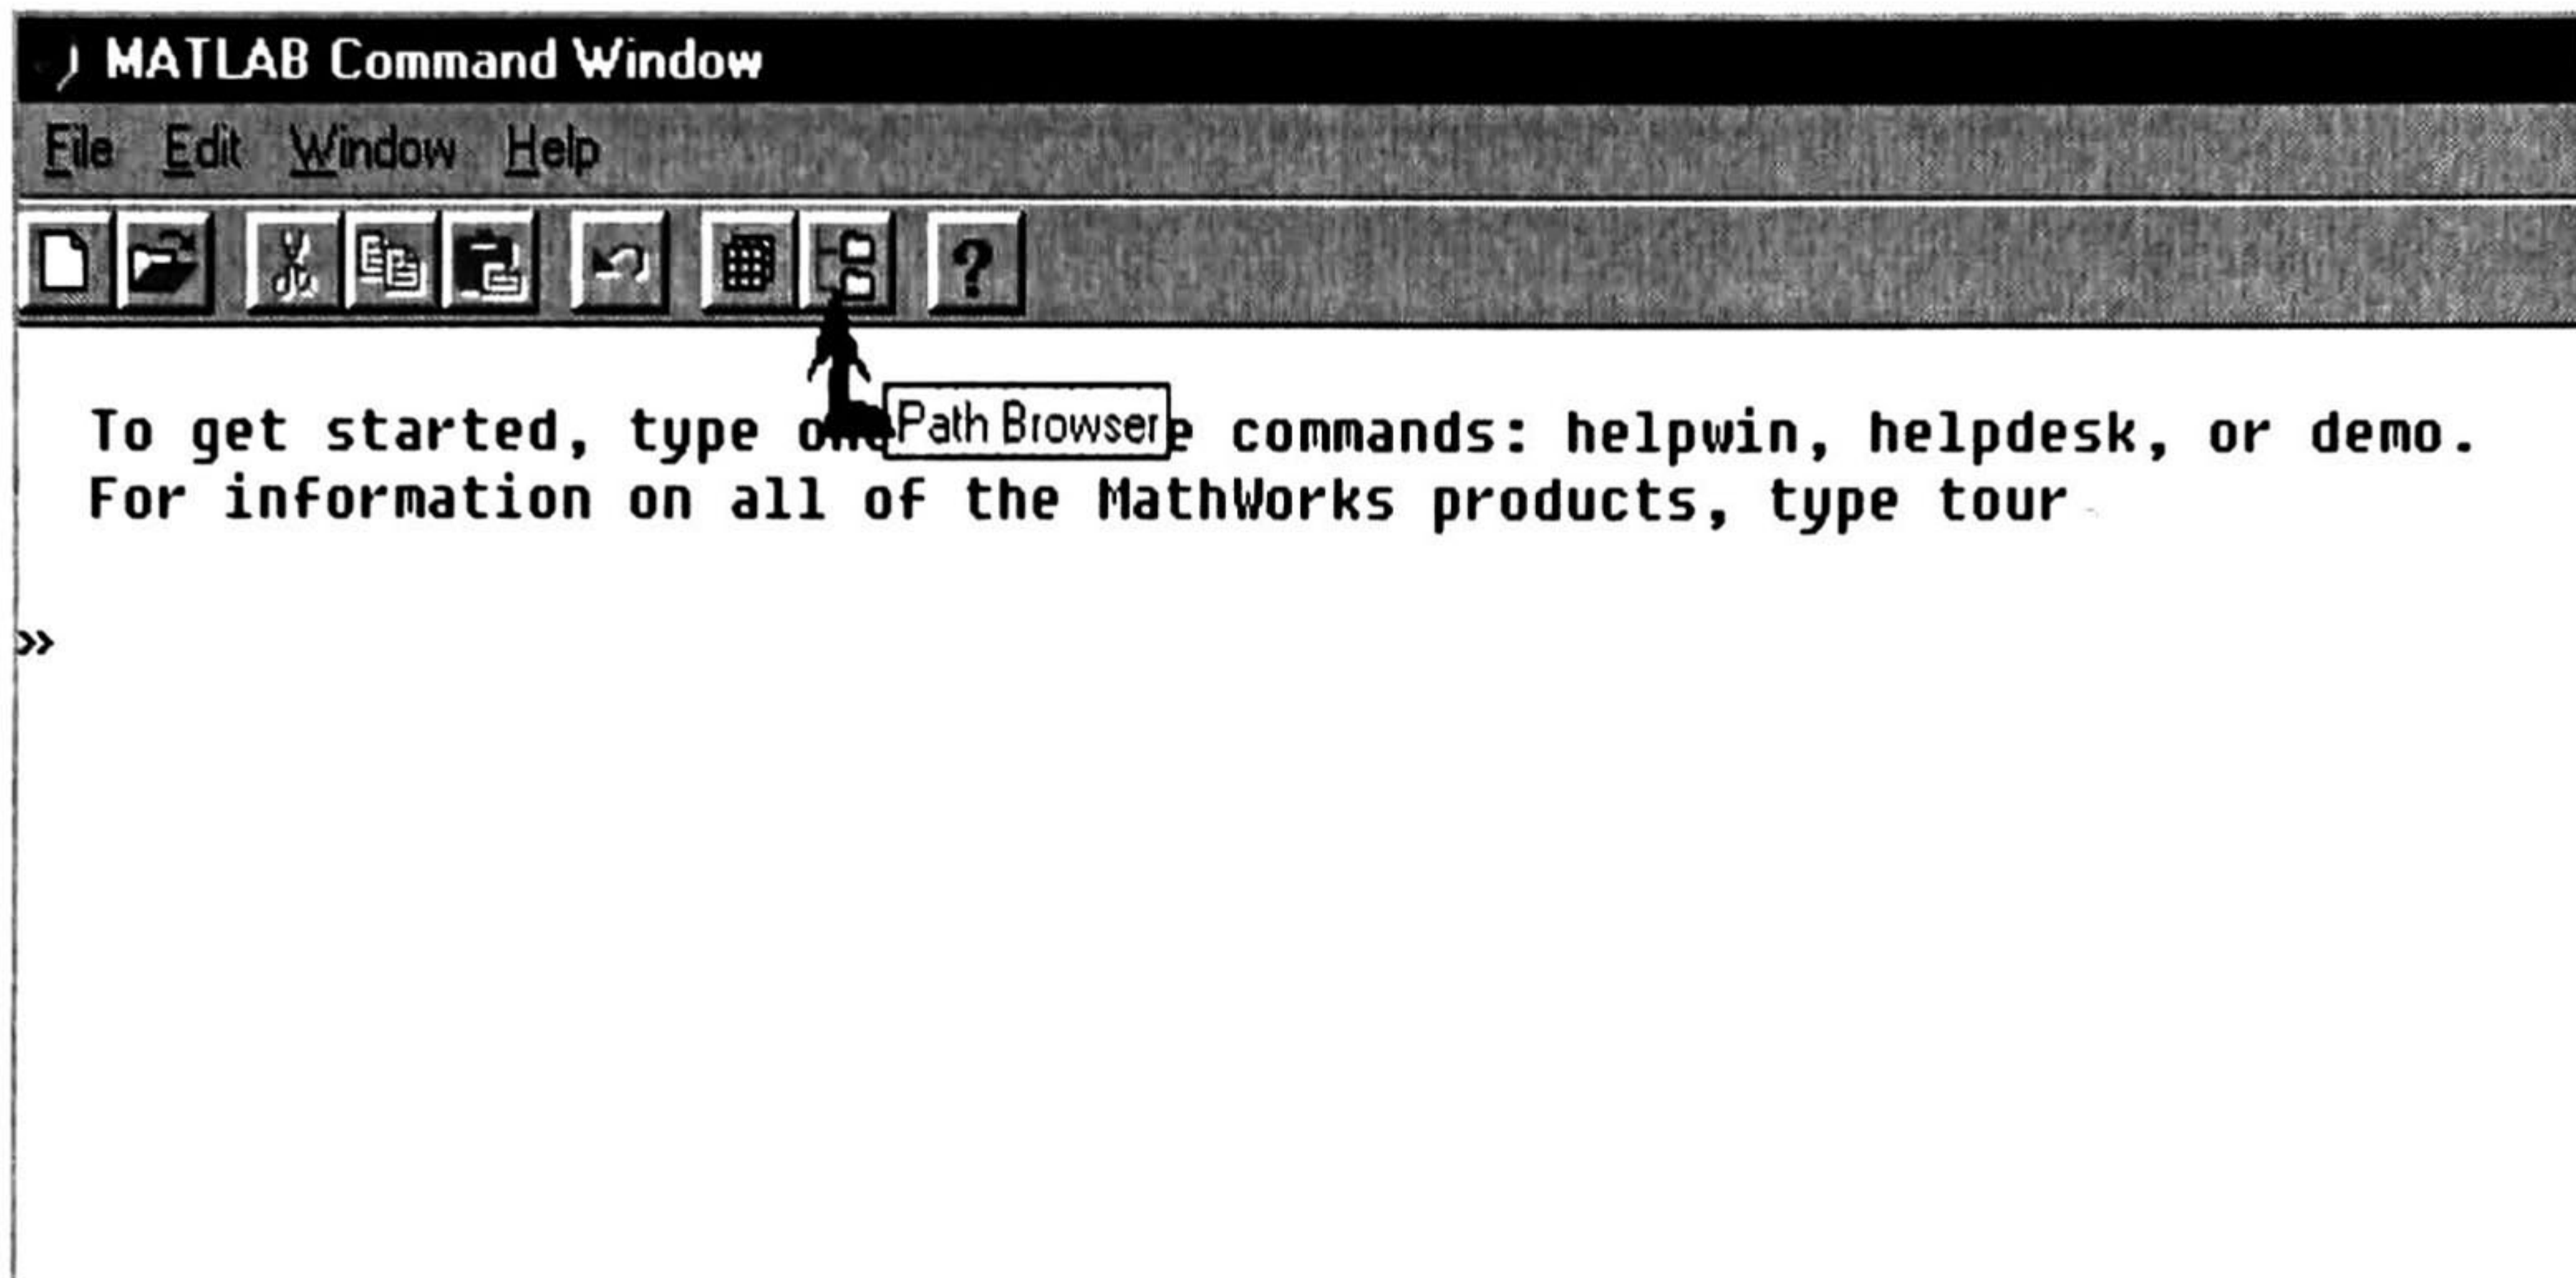 MATLAB Command Window
File Edit Window Help
?
To get started, type one Path Browser e commands: helpwin, helpdesk, or demo.
For information on all of the MathWorks products, type tour
»